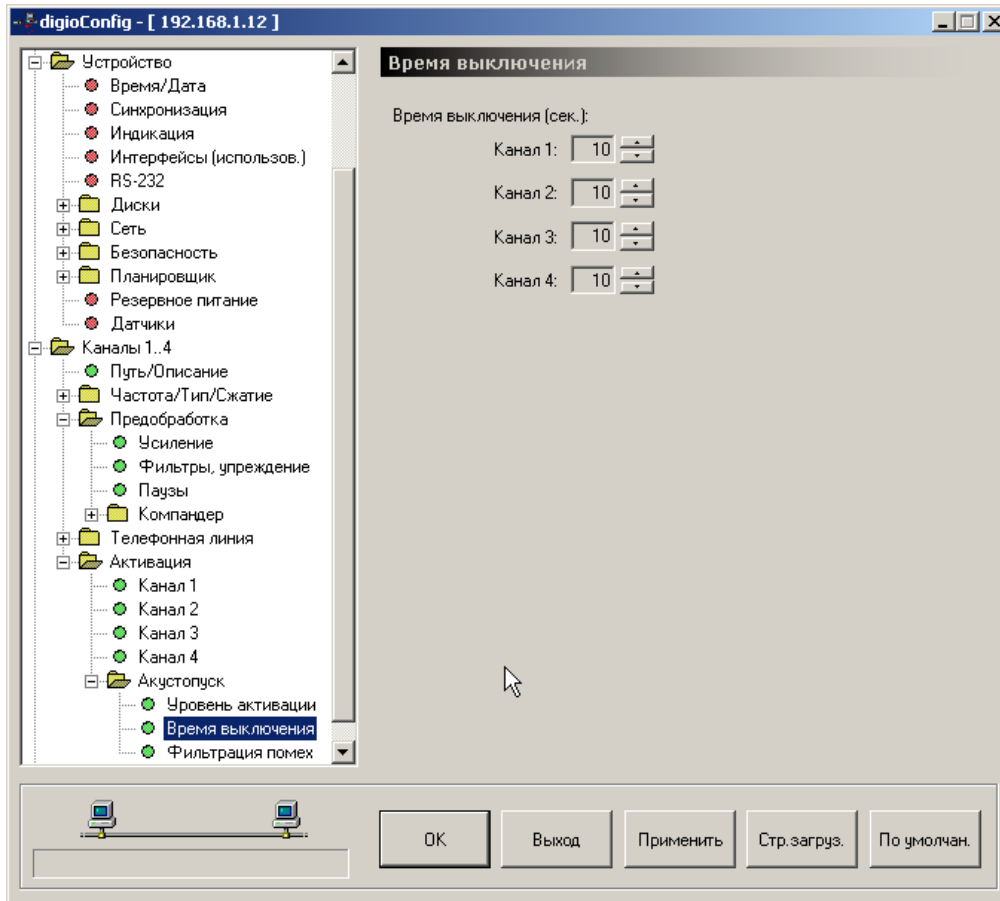 digioConfig - [ 192.168.1.12 ]
Устройство
Время/Дата
Синхронизация
Индикация
Интерфейсы (использов.)
RS-232
Диски
Сеть
Безопасность
Планировщик
Резервное питание
Датчики
Каналы 1..4
Путь/Описание
Частота/Тип/Сжатие
Предобработка
Усиление
Фильтры, упреждение
Паузы
Компандер
Телефонная линия
Активация
Канал 1
Канал 2
Канал 3
Канал 4
Акустопуск
Уровень активации
Время выключения
Фильтрация помех
Время выключения
Время выключения (сек.):
Канал 1: 10
Канал 2: 10
Канал 3: 10
Канал 4: 10
OK
Выход
Применить
Стр.загруз.
По умолчан.